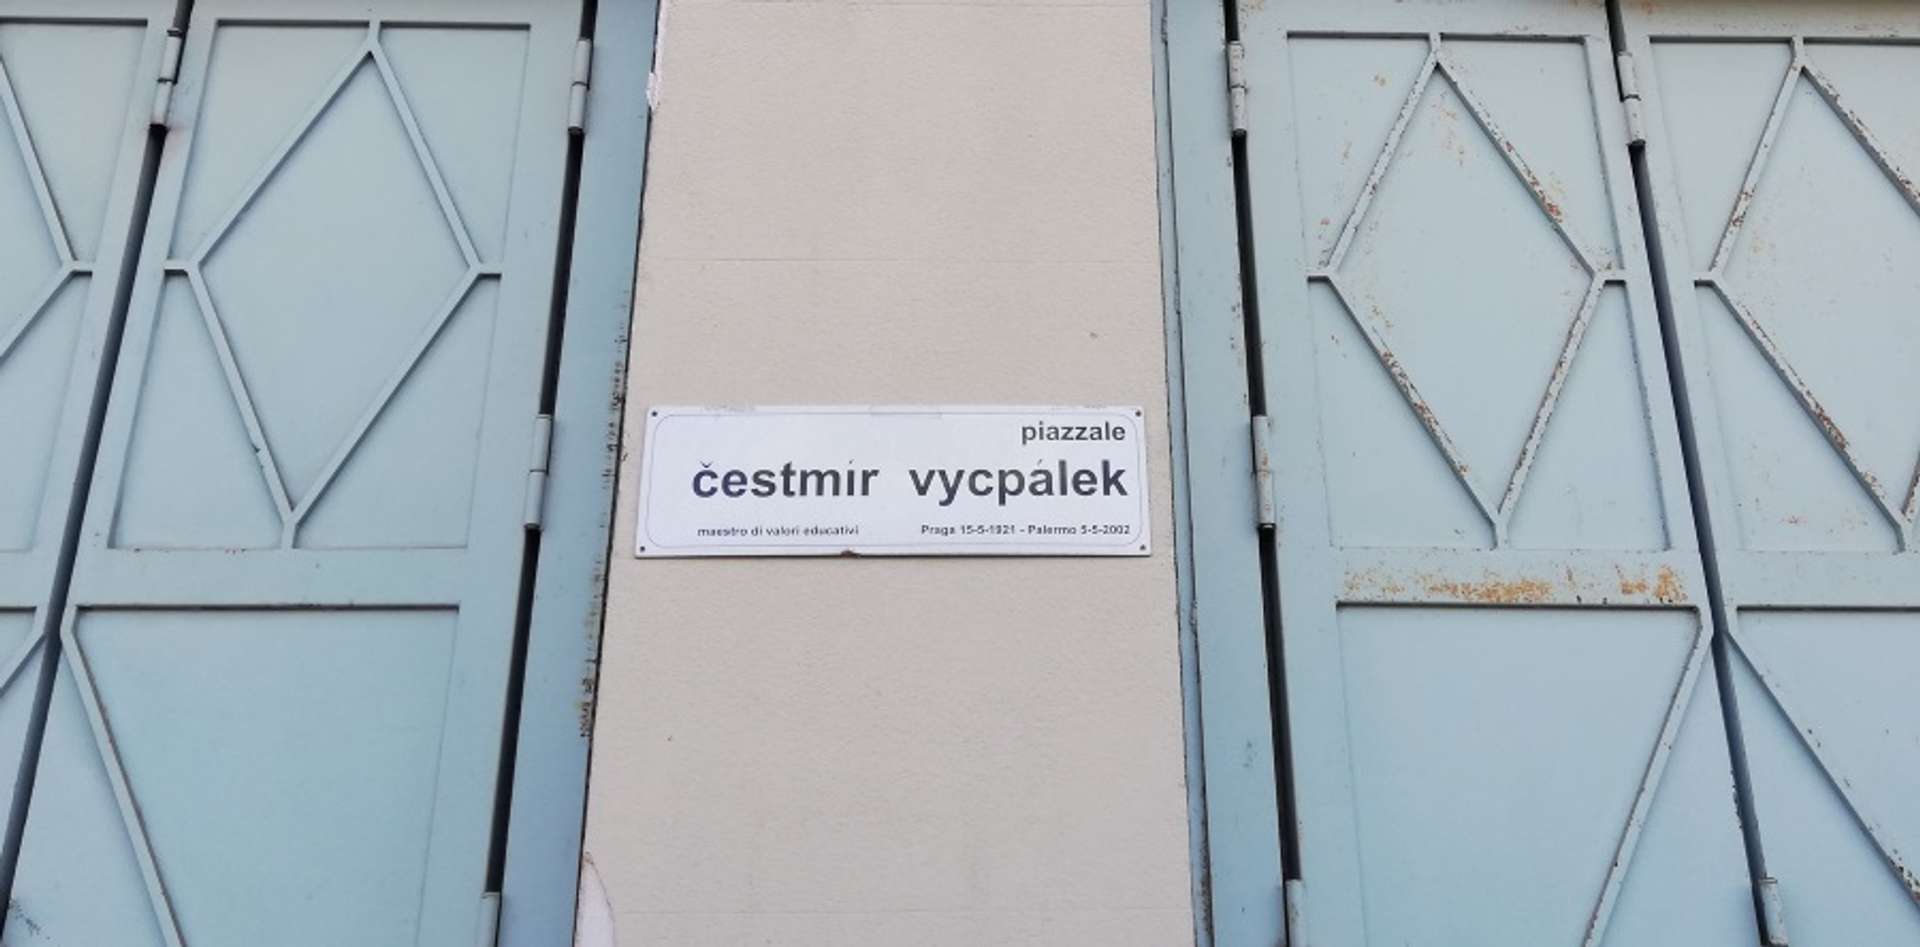 piazzale
čestmír vycpálek
maestro di valori educativi Praga 15-5-1921 - Palermo 5-5-2002